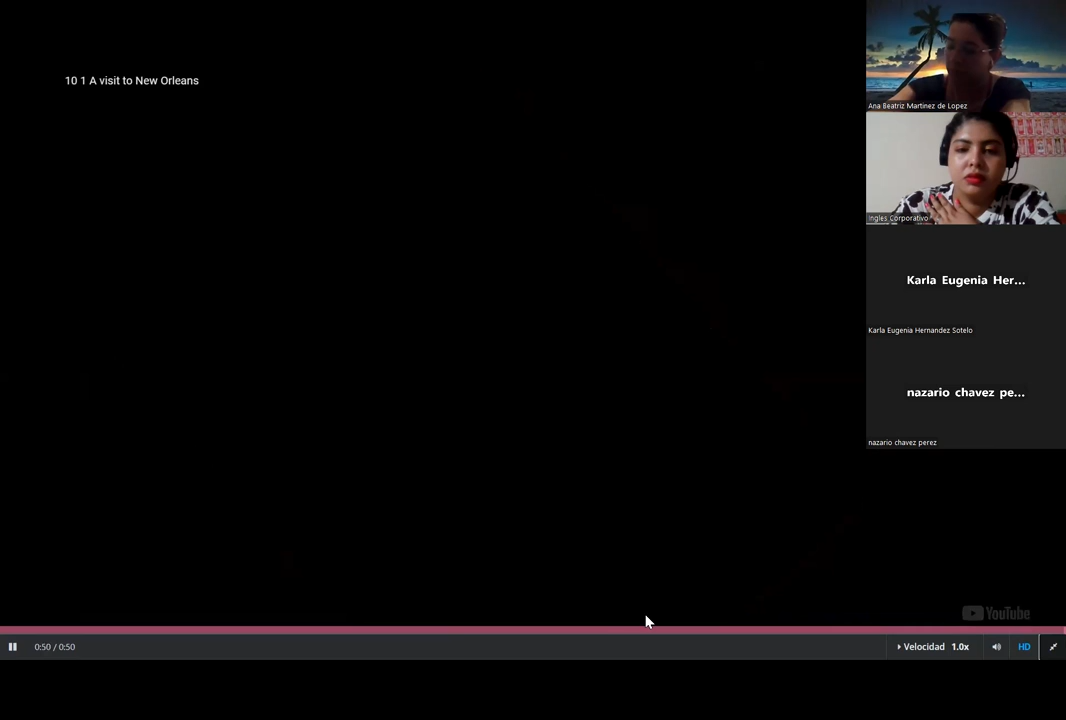 10 1 A visit to New Orleans
Ana Beatriz Martinez de Lopez
Ingles Corporativo
Karla Eugenia Her...
Karla Eugenia Hernandez Sotelo
nazario chavez pe...
nazario chavez perez
YouTube
0:50 / 0:50
Velocidad 1.0x
HD